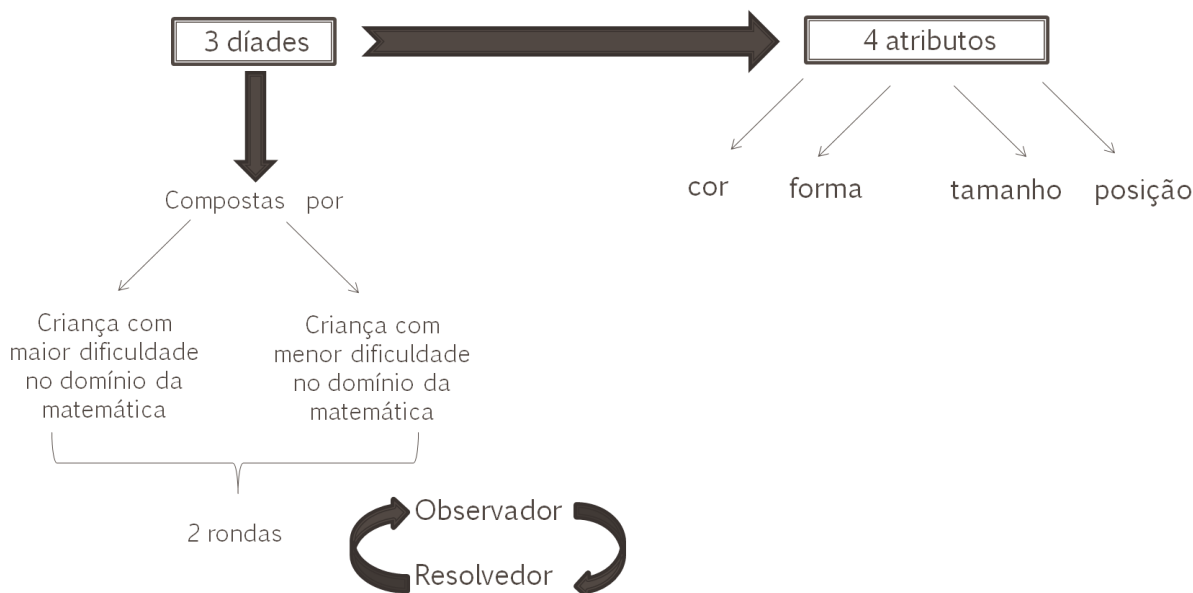 3 díades
4 atributos
cor
forma
tamanho
posição
Compostas por
Criança com
maior dificuldade
no domínio da
matemática
Criança com
menor dificuldade
no domínio da
matemática
2 rondas
Observador
Resolvedor